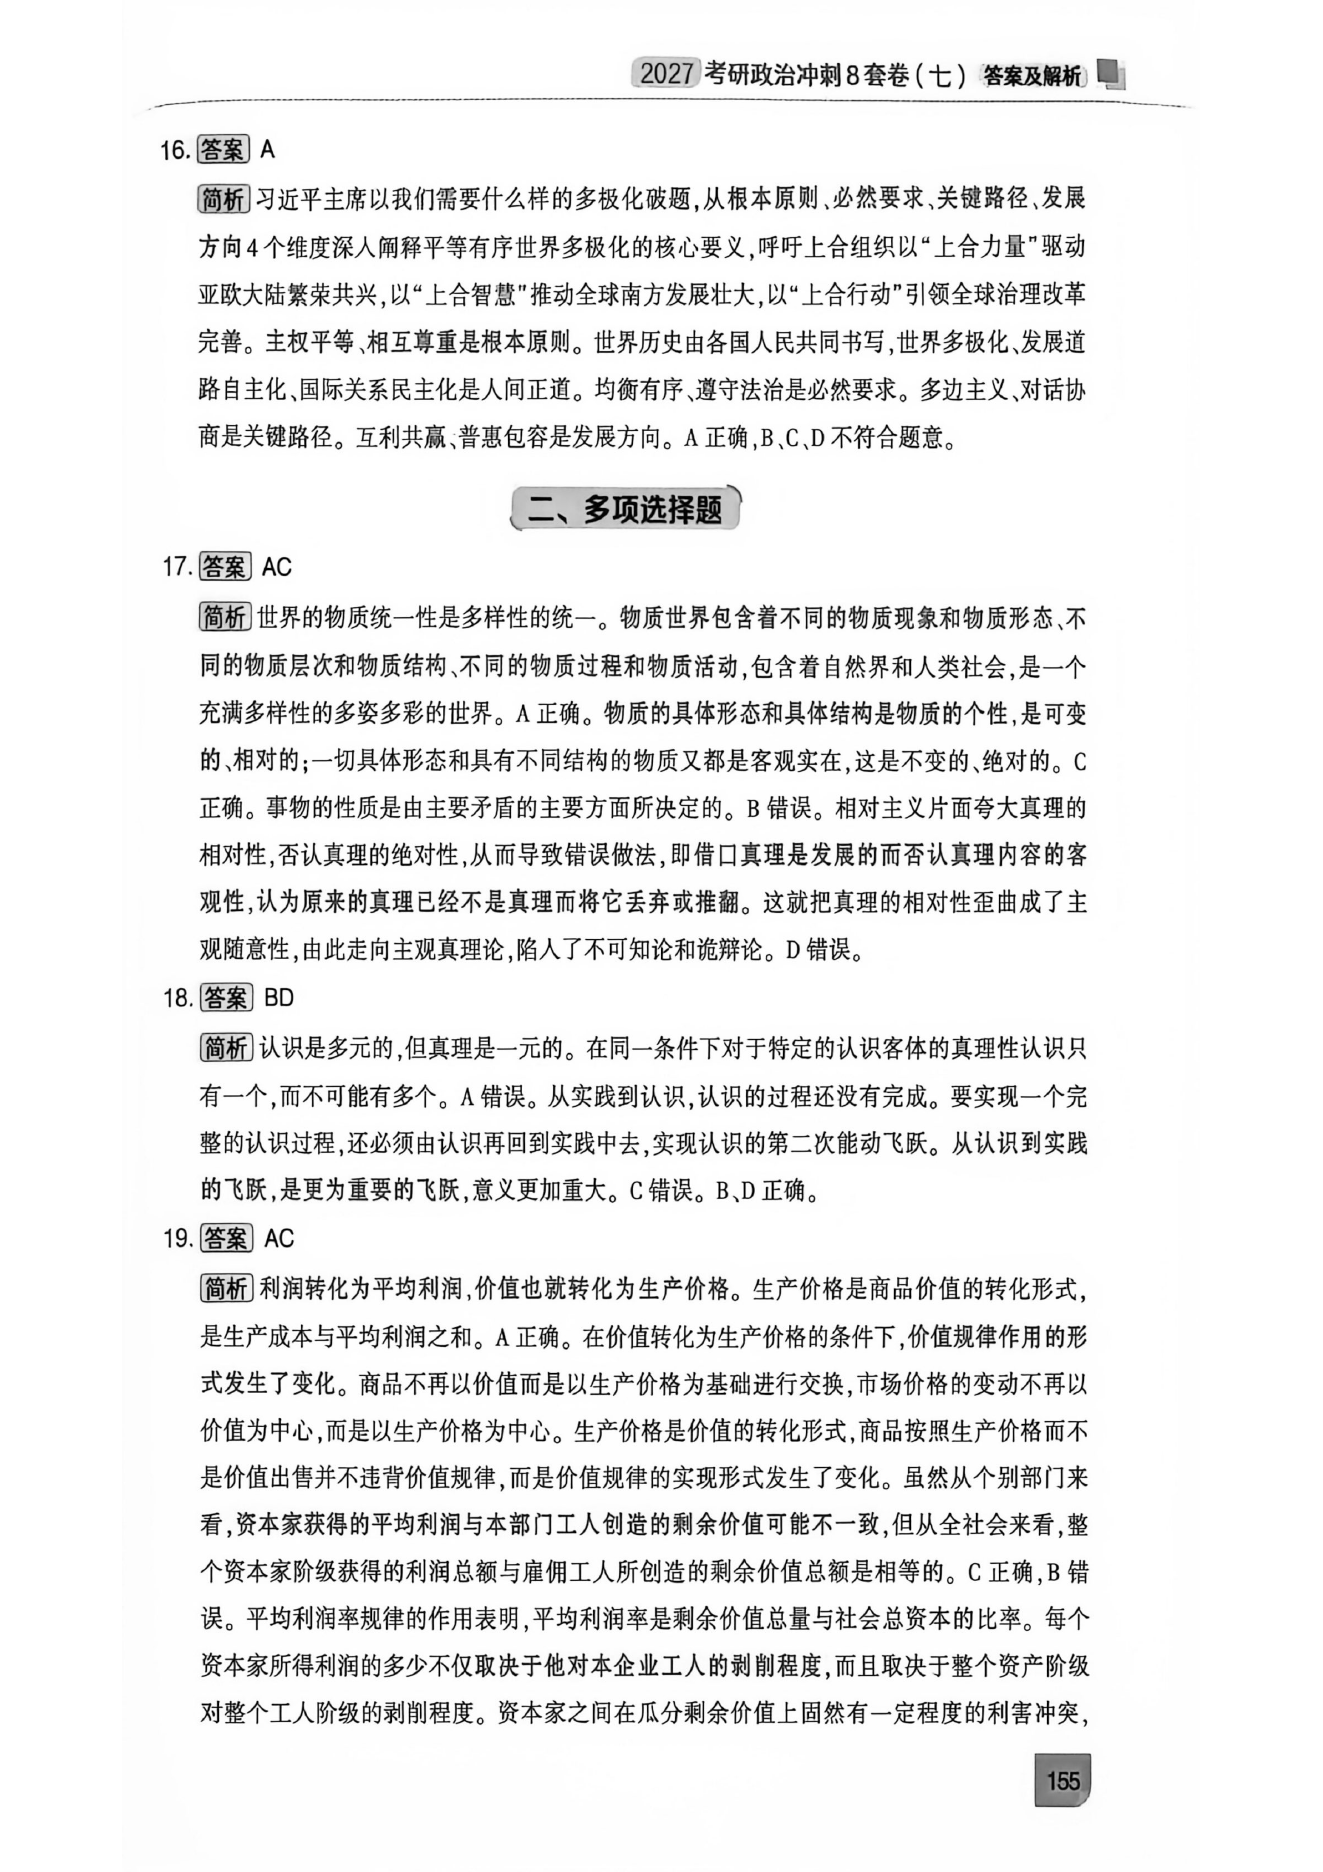 2027 考研政治冲刺8套卷(七) 答案及解析
16. 答案 A
简析 习近平主席以我们需要什么样的多极化破题,从根本原则、必然要求、关键路径、发展
方向4个维度深入阐释平等有序世界多极化的核心要义,呼吁上合组织以“上合力量”驱动
亚欧大陆繁荣共兴,以“上合智慧”推动全球南方发展壮大,以“上合行动”引领全球治理改革
完善。主权平等、相互尊重是根本原则。世界历史由各国人民共同书写,世界多极化、发展道
路自主化、国际关系民主化是人间正道。均衡有序、遵守法治是必然要求。多边主义、对话协
商是关键路径。互利共赢、普惠包容是发展方向。A 正确,B、C、D 不符合题意。
二、多项选择题
17. 答案 AC
简析 世界的物质统一性是多样性的统一。物质世界包含着不同的物质现象和物质形态、不
同的物质层次和物质结构、不同的物质过程和物质活动,包含着自然界和人类社会,是一个
充满多样性的多姿多彩的世界。A 正确。物质的具体形态和具体结构是物质的个性,是可变
的、相对的;一切具体形态和具有不同结构的物质又都是客观实在,这是不变的、绝对的。C
正确。事物的性质是由主要矛盾的主要方面所决定的。B 错误。相对主义片面夸大真理的
相对性,否认真理的绝对性,从而导致错误做法,即借口真理是发展的而否认真理内容的客
观性,认为原来的真理已经不是真理而将它丢弃或推翻。这就把真理的相对性歪曲成了主
观随意性,由此走向主观真理论,陷入了不可知论和诡辩论。D 错误。
18. 答案 BD
简析 认识是多元的,但真理是一元的。在同一条件下对于特定的认识客体的真理性认识只
有一个,而不可能有多个。A 错误。从实践到认识,认识的过程还没有完成。要实现一个完
整的认识过程,还必须由认识再回到实践中去,实现认识的第二次能动飞跃。从认识到实践
的飞跃,是更为重要的飞跃,意义更加重大。C 错误。B、D 正确。
19. 答案 AC
简析 利润转化为平均利润,价值也就转化为生产价格。生产价格是商品价值的转化形式,
是生产成本与平均利润之和。A 正确。在价值转化为生产价格的条件下,价值规律作用的形
式发生了变化。商品不再以价值而是以生产价格为基础进行交换,市场价格的变动不再以
价值为中心,而是以生产价格为中心。生产价格是价值的转化形式,商品按照生产价格而不
是价值出售并不违背价值规律,而是价值规律的实现形式发生了变化。虽然从个别部门来
看,资本家获得的平均利润与本部门工人创造的剩余价值可能不一致,但从全社会来看,整
个资本家阶级获得的利润总额与雇佣工人所创造的剩余价值总额是相等的。C 正确,B 错
误。平均利润率规律的作用表明,平均利润率是剩余价值总量与社会总资本的比率。每个
资本家所得利润的多少不仅取决于他对本企业工人的剥削程度,而且取决于整个资产阶级
对整个工人阶级的剥削程度。资本家之间在瓜分剩余价值上固然有一定程度的利害冲突,
155